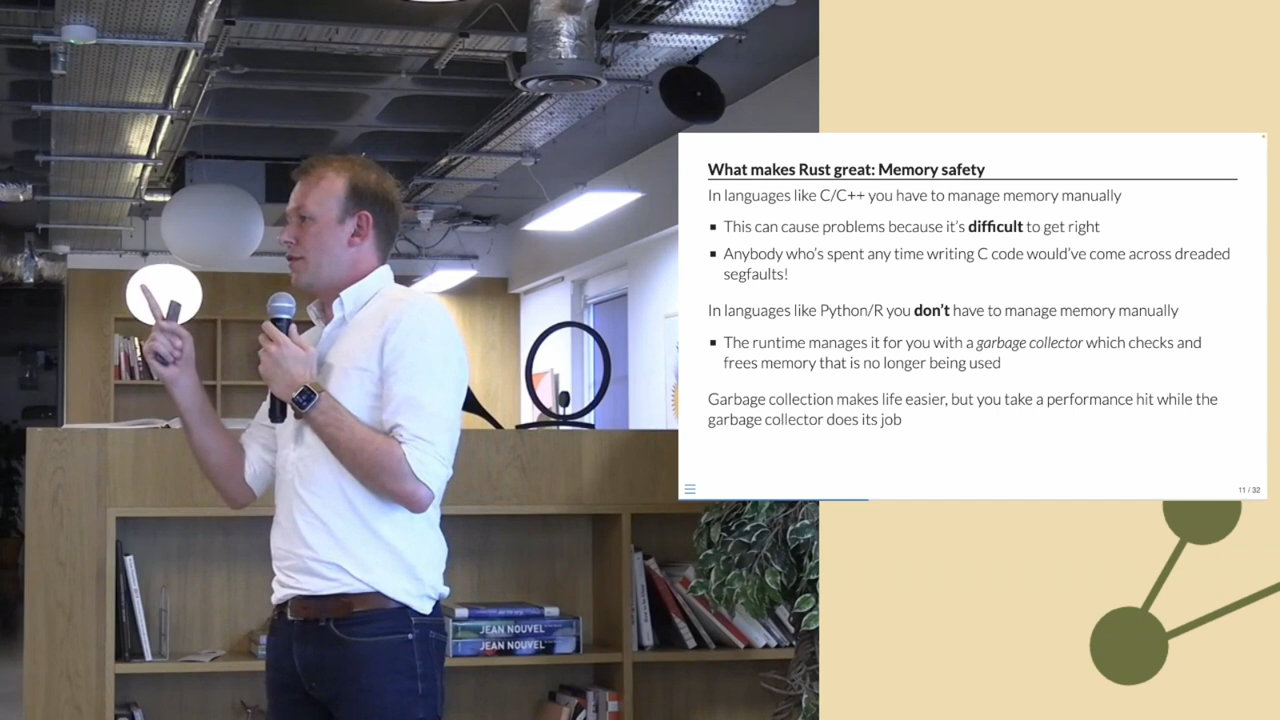 What makes Rust great: Memory safety
In languages like C/C++ you have to manage memory manually
▪ This can cause problems because it's difficult to get right
▪ Anybody who's spent any time writing C code would've come across dreaded
segfaults!
In languages like Python/R you don't have to manage memory manually
▪ The runtime manages it for you with a garbage collector which checks and
frees memory that is no longer being used
Garbage collection makes life easier, but you take a performance hit while the
garbage collector does its job
11 / 32
JEAN NOUVEL
JEAN NOUVEL